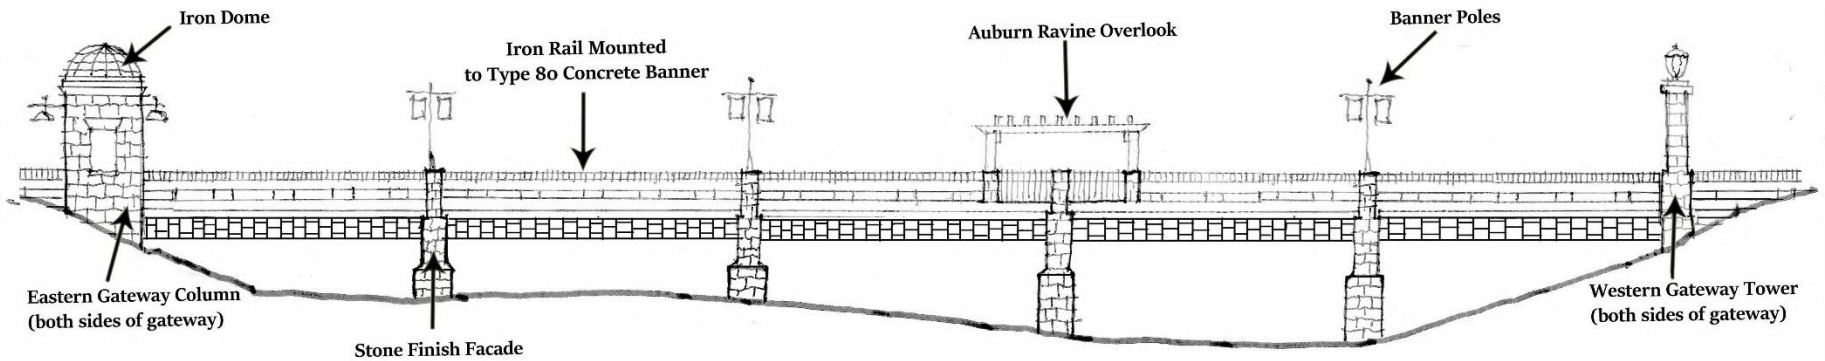 Iron Dome
Iron Rail Mounted
to Type 80 Concrete Banner
Auburn Ravine Overlook
Banner Poles
Eastern Gateway Column
(both sides of gateway)
Stone Finish Facade
Western Gateway Tower
(both sides of gateway)